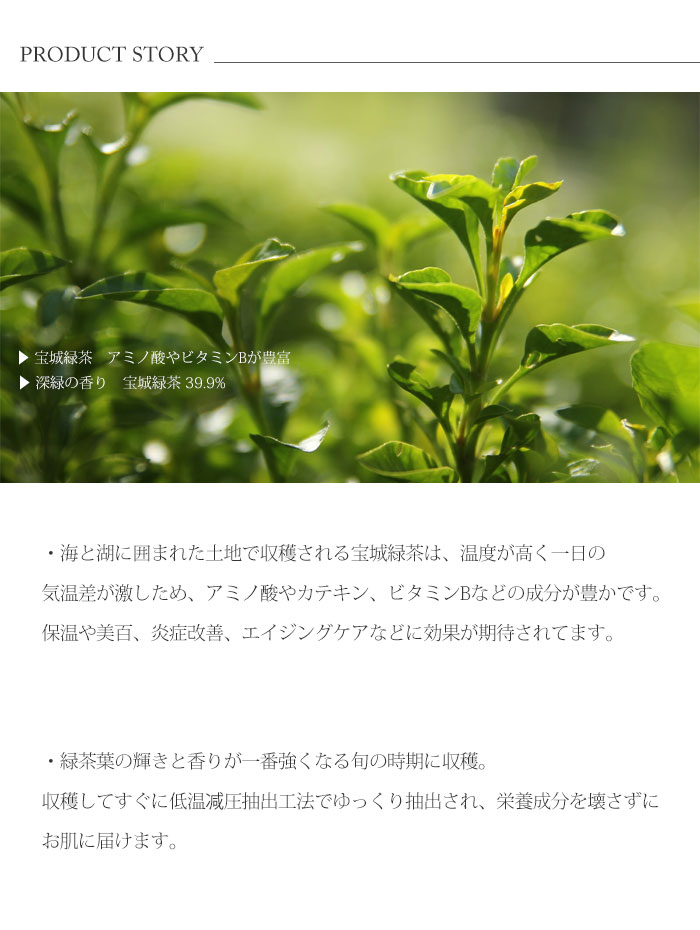 PRODUCT STORY
▶ 宝城緑茶　アミノ酸やビタミンBが豊富
▶ 深緑の香り　宝城緑茶 39.9%
・海と湖に囲まれた土地で収穫される宝城緑茶は、温度が高く一日の
気温差が激しため、アミノ酸やカテキン、ビタミンBなどの成分が豊かです。
保温や美百、炎症改善、エイジングケアなどに効果が期待されてます。
・緑茶葉の輝きと香りが一番強くなる旬の時期に収穫。
収穫してすぐに低温减圧抽出工法でゆっくり抽出され、栄養成分を壊さずに
お肌に届けます。